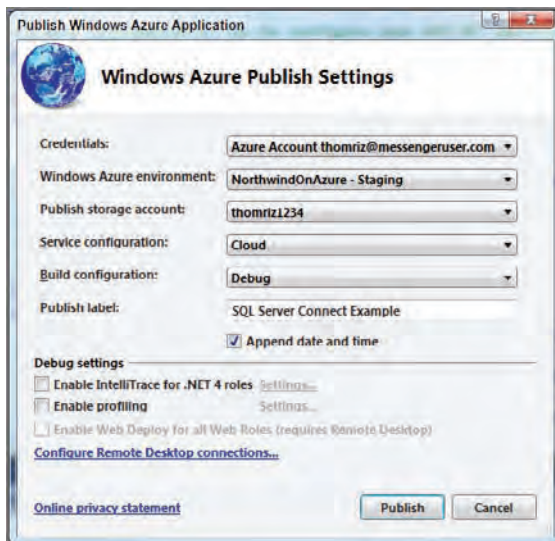 Publish Windows Azure Application
Windows Azure Publish Settings
Credentials: Azure Account thomriz@messengeruser.com
Windows Azure environment: NorthwindOnAzure - Staging
Publish storage account: thomriz1234
Service configuration: Cloud
Build configuration: Debug
Publish label: SQL Server Connect Example
Append date and time
Debug settings
Enable IntelliTrace for .NET 4 roles Settings...
Enable profiling Settings...
Enable Web Deploy for all Web Roles (requires Remote Desktop)
Configure Remote Desktop connections...
Online privacy statement Publish Cancel